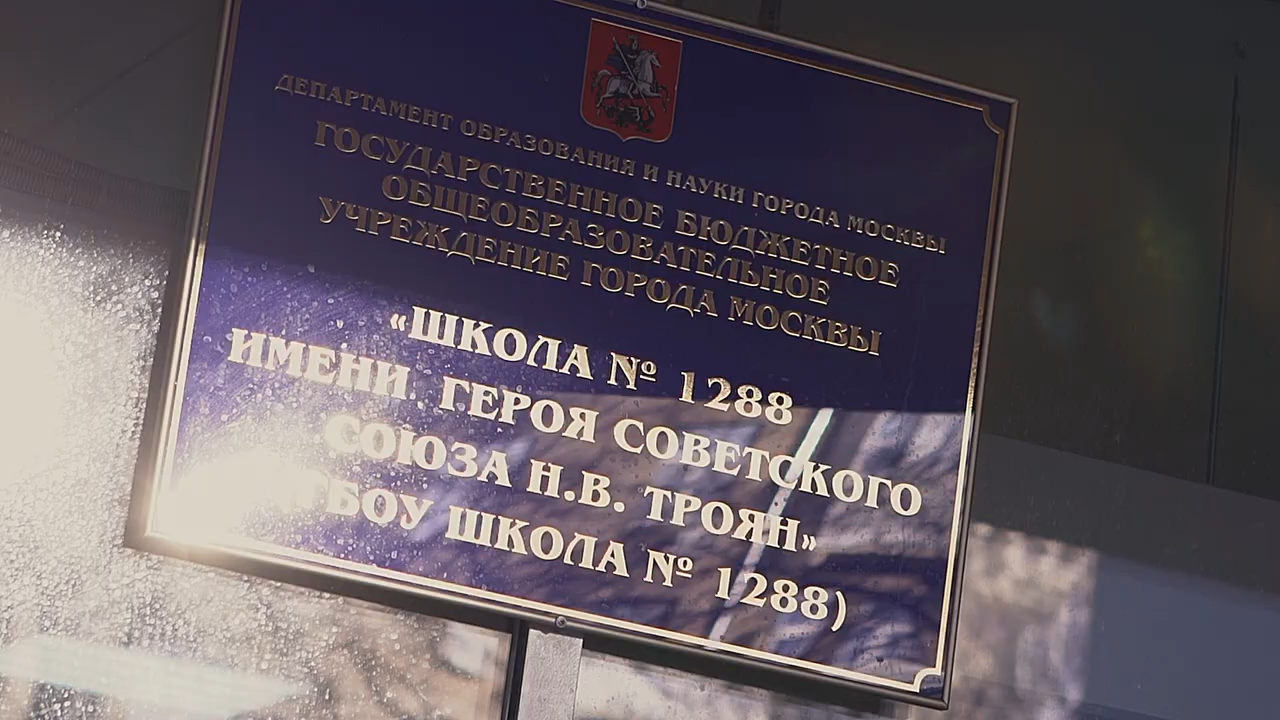 ДЕПАРТАМЕНТ ОБРАЗОВАНИЯ И НАУКИ ГОРОДА МОСКВЫ
ГОСУДАРСТВЕННОЕ БЮДЖЕТНОЕ
ОБЩЕОБРАЗОВАТЕЛЬНОЕ
УЧРЕЖДЕНИЕ ГОРОДА МОСКВЫ
«ШКОЛА № 1288
ИМЕНИ ГЕРОЯ СОВЕТСКОГО
СОЮЗА Н.В. ТРОЯН»
ГБОУ ШКОЛА № 1288)